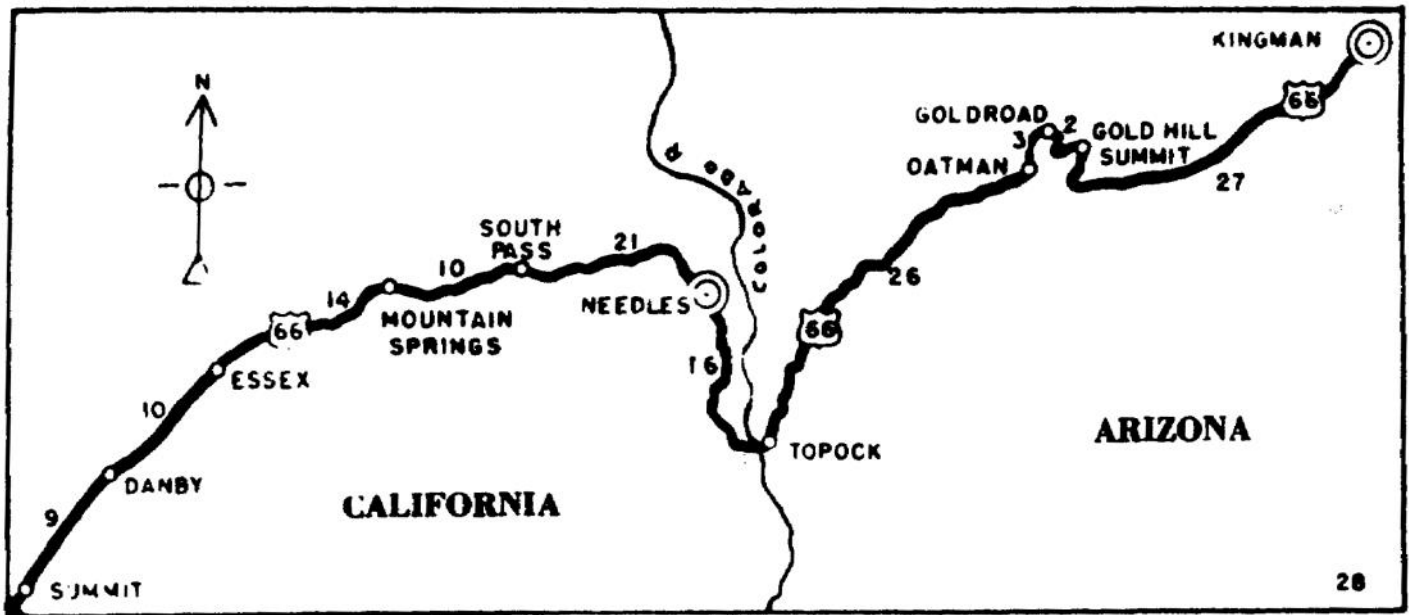 KINGMAN
66
N
GOLDROAD
2
3
GOLD HILL
SUMMIT
OATMAN
27
COLORADO R
SOUTH
PASS
21
10
26
NEEDLES
14
66
MOUNTAIN
SPRINGS
66
16
ESSEX
10
ARIZONA
TOPOCK
DANBY
CALIFORNIA
9
SUMMIT
28